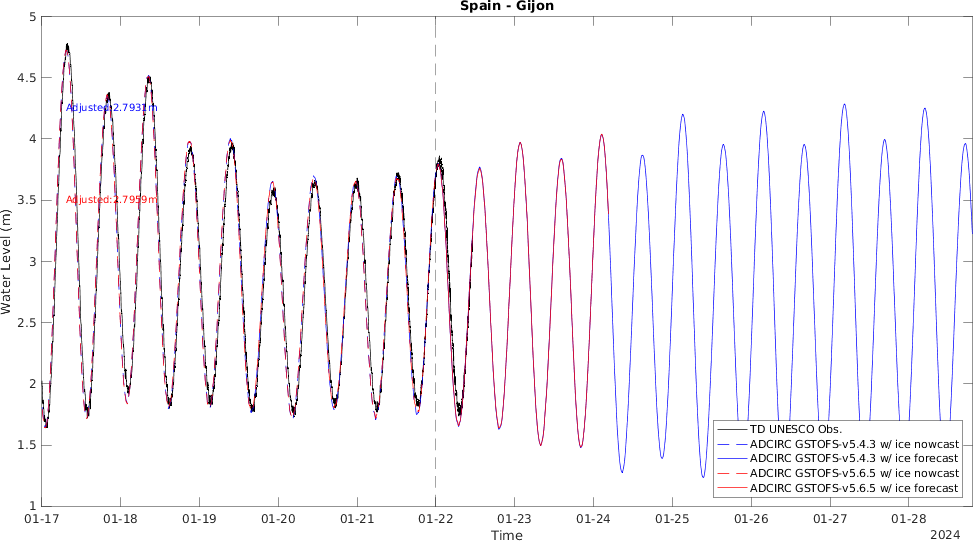 Spain - Gijon
Water Level (m)
5
4.5
4
3.5
3
2.5
2
1.5
1
Adjusted:2.7931m
Adjusted:2.7959m
TD UNESCO Obs.
ADCIRC GSTOFS-v5.4.3 w/ ice nowcast
ADCIRC GSTOFS-v5.4.3 w/ ice forecast
ADCIRC GSTOFS-v5.6.5 w/ ice nowcast
ADCIRC GSTOFS-v5.6.5 w/ ice forecast
01-17 01-18 01-19 01-20 01-21 01-22 01-23 01-24 01-25 01-26 01-27 01-28
Time
2024